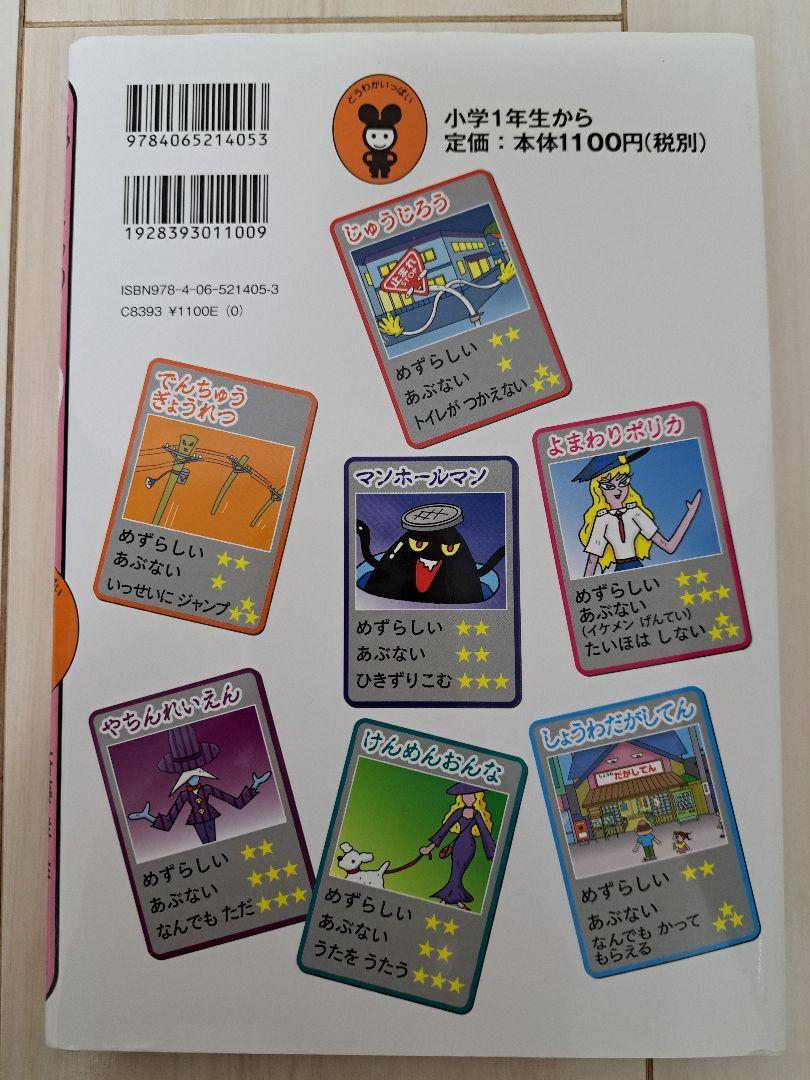 9784065214053
1928393011009
ISBN978-4-06-521405-3
C8393 ¥1100E (0)
どうわがいっぱい
小学1年生から
定価：本体1100円(税別)
じゅうじろう
止まれ
STOP
めずらしい ★★
あぶない ★
トイレが つかえない ★★★
でんちゅう
ぎょうれつ
めずらしい ★★
あぶない ★
いっせいに ジャンプ ★★★
マンホールマン
めずらしい ★★
あぶない ★★
ひきずりこむ ★★★
よまわりポリカ
めずらしい ★★
あぶない ★★★
(イケメン げんてい)
たいほは しない ★★★
やちんれいえん
めずらしい ★★
あぶない ★★★
なんでも ただ ★★★
けんめんおんな
めずらしい ★★
あぶない ★★
うたを うたう ★★★
しょうわだがしてん
だがしてん
めずらしい ★★
あぶない
なんでも かって
もらえる ★★★